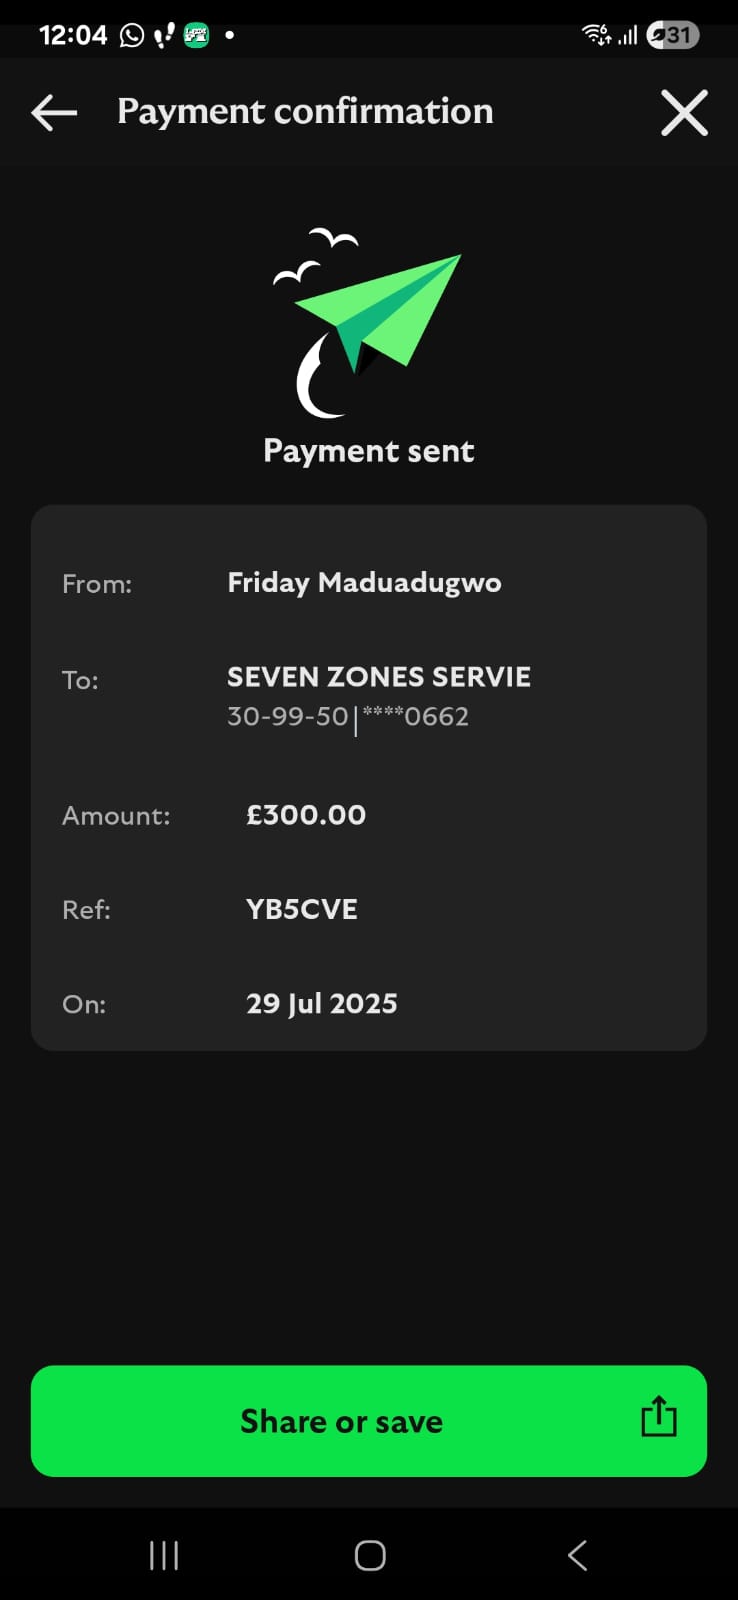 12:04
31
Payment confirmation
Payment sent
From: Friday Maduadugwo
To: SEVEN ZONES SERVIE
30-99-50|****0662
Amount: £300.00
Ref: YB5CVE
On: 29 Jul 2025
Share or save